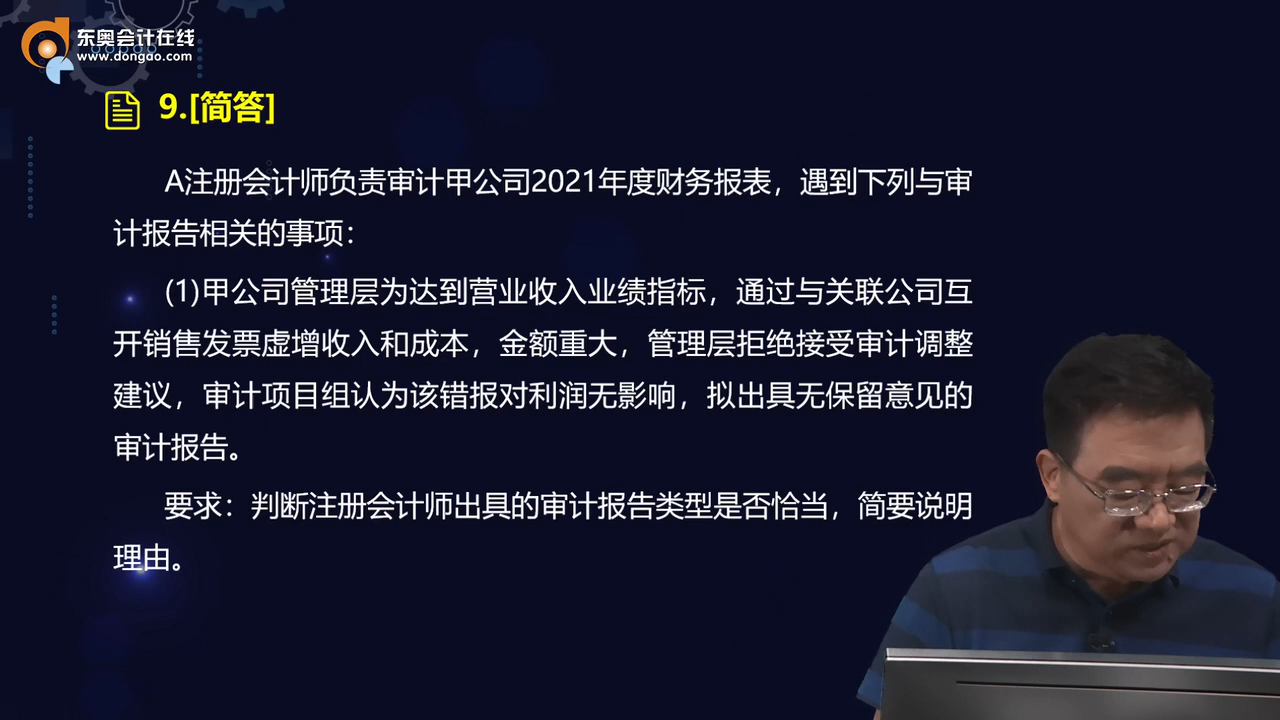 东奥会计在线
www.dongao.com
9.[简答]
A注册会计师负责审计甲公司2021年度财务报表，遇到下列与审
计报告相关的事项：
(1)甲公司管理层为达到营业收入业绩指标，通过与关联公司互
开销售发票虚增收入和成本，金额重大，管理层拒绝接受审计调整
建议，审计项目组认为该错报对利润无影响，拟出具无保留意见的
审计报告。
要求：判断注册会计师出具的审计报告类型是否恰当，简要说明
理由。